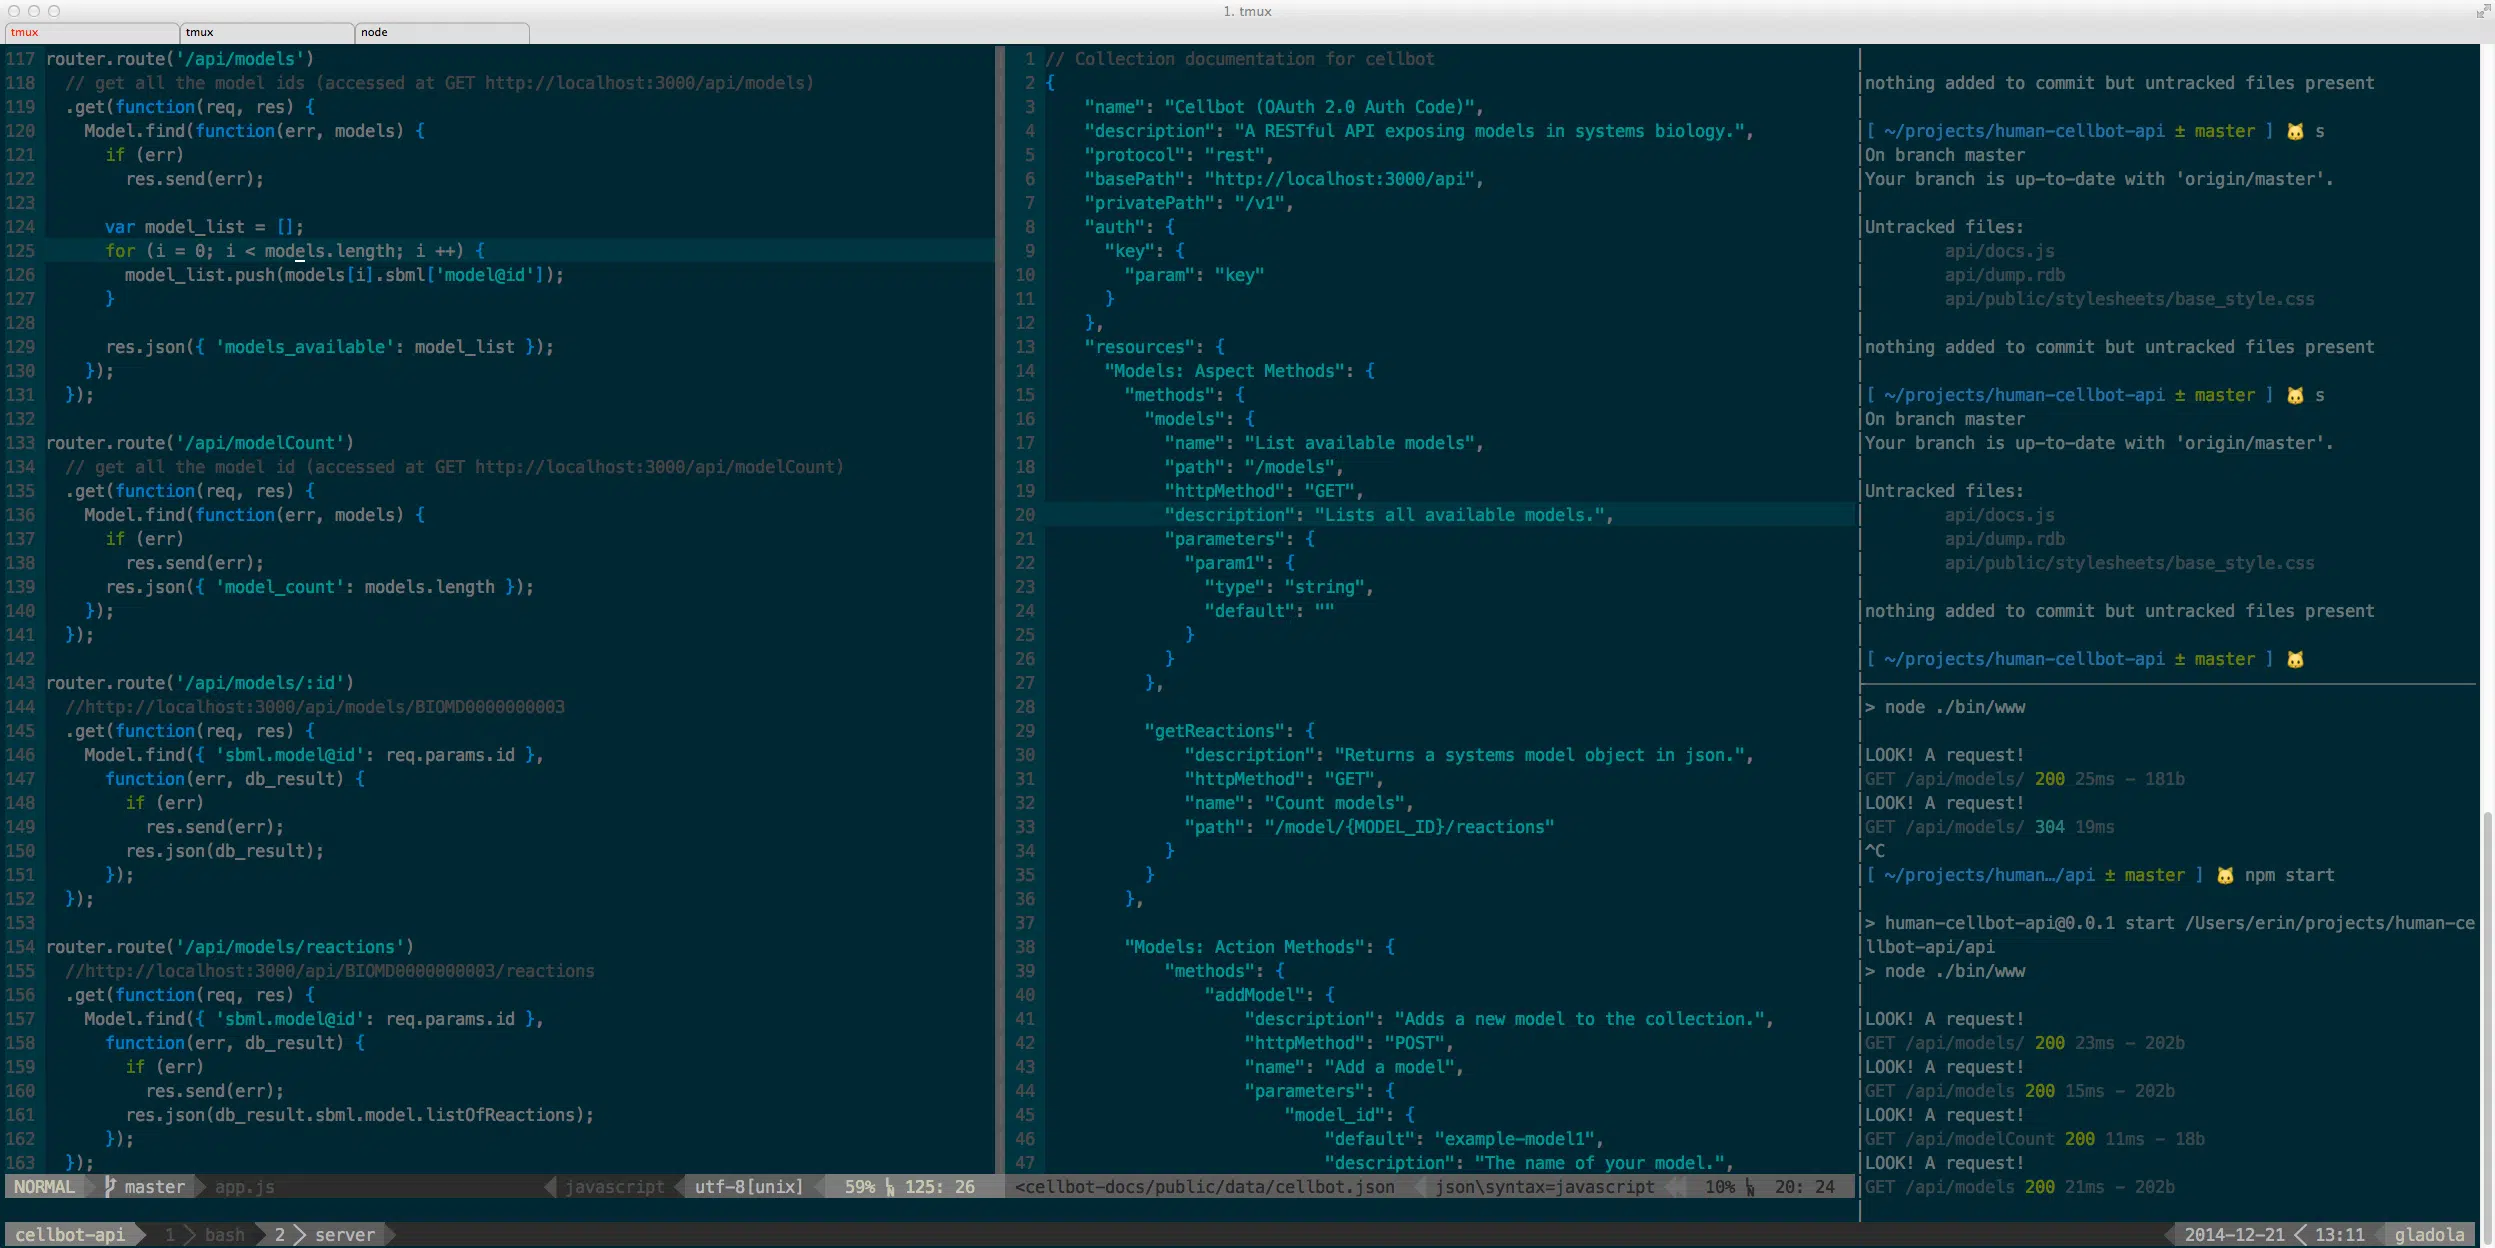 1. tmux
tmux
tmux
node
117 router.route('/api/models')
118   // get all the model ids (accessed at GET http://localhost:3000/api/models)
119   .get(function(req, res) {
120     Model.find(function(err, models) {
121       if (err)
122         res.send(err);
123
124       var model_list = [];
125       for (i = 0; i < models.length; i ++) {
126         model_list.push(models[i].sbml['model@id']);
127       }
128
129       res.json({ 'models_available': model_list });
130     });
131   });
132
133 router.route('/api/modelCount')
134   // get all the model id (accessed at GET http://localhost:3000/api/modelCount)
135   .get(function(req, res) {
136     Model.find(function(err, models) {
137       if (err)
138         res.send(err);
139       res.json({ 'model_count': models.length });
140     });
141   });
142
143 router.route('/api/models/:id')
144   //http://localhost:3000/api/models/BIOMD0000000003
145   .get(function(req, res) {
146     Model.find({ 'sbml.model@id': req.params.id },
147       function(err, db_result) {
148         if (err)
149           res.send(err);
150         res.json(db_result);
151       });
152   });
153
154 router.route('/api/models/reactions')
155   //http://localhost:3000/api/BIOMD0000000003/reactions
156   .get(function(req, res) {
157     Model.find({ 'sbml.model@id': req.params.id },
158       function(err, db_result) {
159         if (err)
160           res.send(err);
161         res.json(db_result.sbml.model.listOfReactions);
162       });
163   });
NORMAL master app.js javascript utf-8[unix] 59% LN 125: 26
1 // Collection documentation for cellbot
2 {
3     "name": "Cellbot (OAuth 2.0 Auth Code)",
4     "description": "A RESTful API exposing models in systems biology.",
5     "protocol": "rest",
6     "basePath": "http://localhost:3000/api",
7     "privatePath": "/v1",
8     "auth": {
9       "key": {
10         "param": "key"
11       }
12     },
13     "resources": {
14       "Models: Aspect Methods": {
15         "methods": {
16           "models": {
17             "name": "List available models",
18             "path": "/models",
19             "httpMethod": "GET",
20             "description": "Lists all available models.",
21             "parameters": {
22               "param1": {
23                 "type": "string",
24                 "default": ""
25               }
26             }
27           },
28
29           "getReactions": {
30               "description": "Returns a systems model object in json.",
31               "httpMethod": "GET",
32               "name": "Count models",
33               "path": "/model/{MODEL_ID}/reactions"
34             }
35           }
36         },
37
38         "Models: Action Methods": {
39             "methods": {
40                 "addModel": {
41                     "description": "Adds a new model to the collection.",
42                     "httpMethod": "POST",
43                     "name": "Add a model",
44                     "parameters": {
45                         "model_id": {
46                             "default": "example-model1",
47                             "description": "The name of your model.",
<cellbot-docs/public/data/cellbot.json json\syntax=javascript 10% LN 20: 24
nothing added to commit but untracked files present
[ ~/projects/human-cellbot-api ± master ] 🐱 s
On branch master
Your branch is up-to-date with 'origin/master'.
Untracked files:
api/docs.js
api/dump.rdb
api/public/stylesheets/base_style.css
nothing added to commit but untracked files present
[ ~/projects/human-cellbot-api ± master ] 🐱 s
On branch master
Your branch is up-to-date with 'origin/master'.
Untracked files:
api/docs.js
api/dump.rdb
api/public/stylesheets/base_style.css
nothing added to commit but untracked files present
[ ~/projects/human-cellbot-api ± master ] 🐱
> node ./bin/www
LOOK! A request!
GET /api/models/ 200 25ms - 181b
LOOK! A request!
GET /api/models/ 304 19ms
^C
[ ~/projects/human…/api ± master ] 🐱 npm start
> human-cellbot-api@0.0.1 start /Users/erin/projects/human-ce
llbot-api/api
> node ./bin/www
LOOK! A request!
GET /api/models/ 200 23ms - 202b
LOOK! A request!
GET /api/models 200 15ms - 202b
LOOK! A request!
GET /api/modelCount 200 11ms - 18b
LOOK! A request!
GET /api/models 200 21ms - 202b
cellbot-api 1 bash 2 server 2014-12-21 13:11 gladola